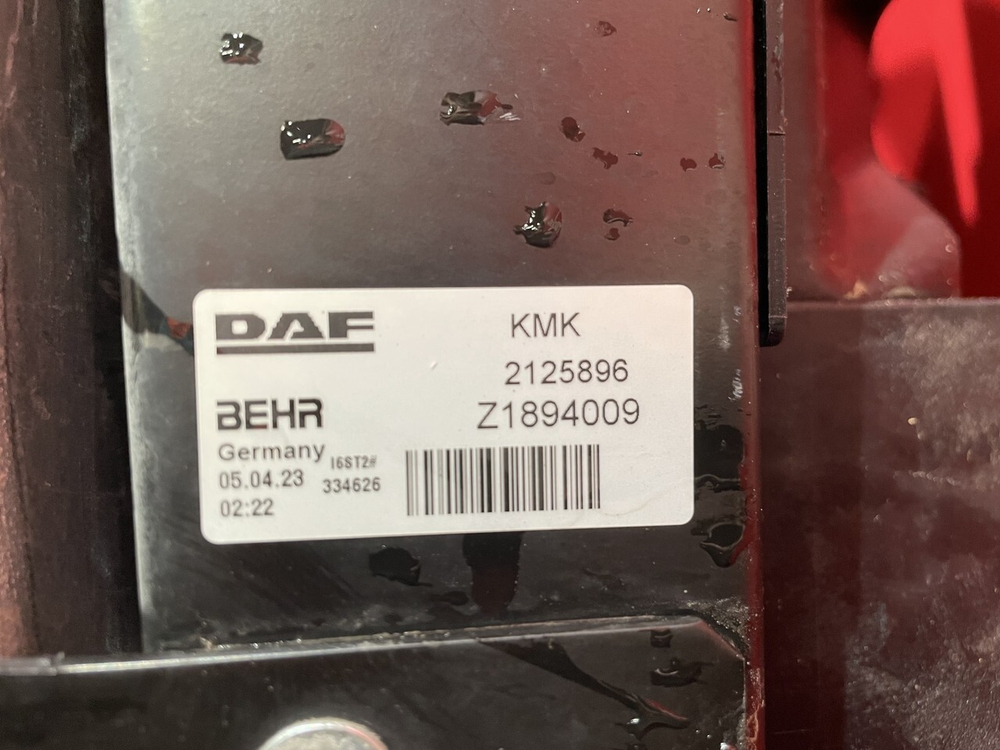 DAF
KMK
2125896
BEHR
Z1894009
Germany
I6ST2#
05.04.23
334626
02:22